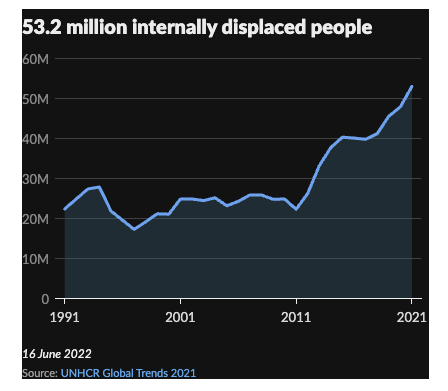 53.2 million internally displaced people
60M
50M
40M
30M
20M
10M
0
1991 2001 2011 2021
16 June 2022
Source: UNHCR Global Trends 2021